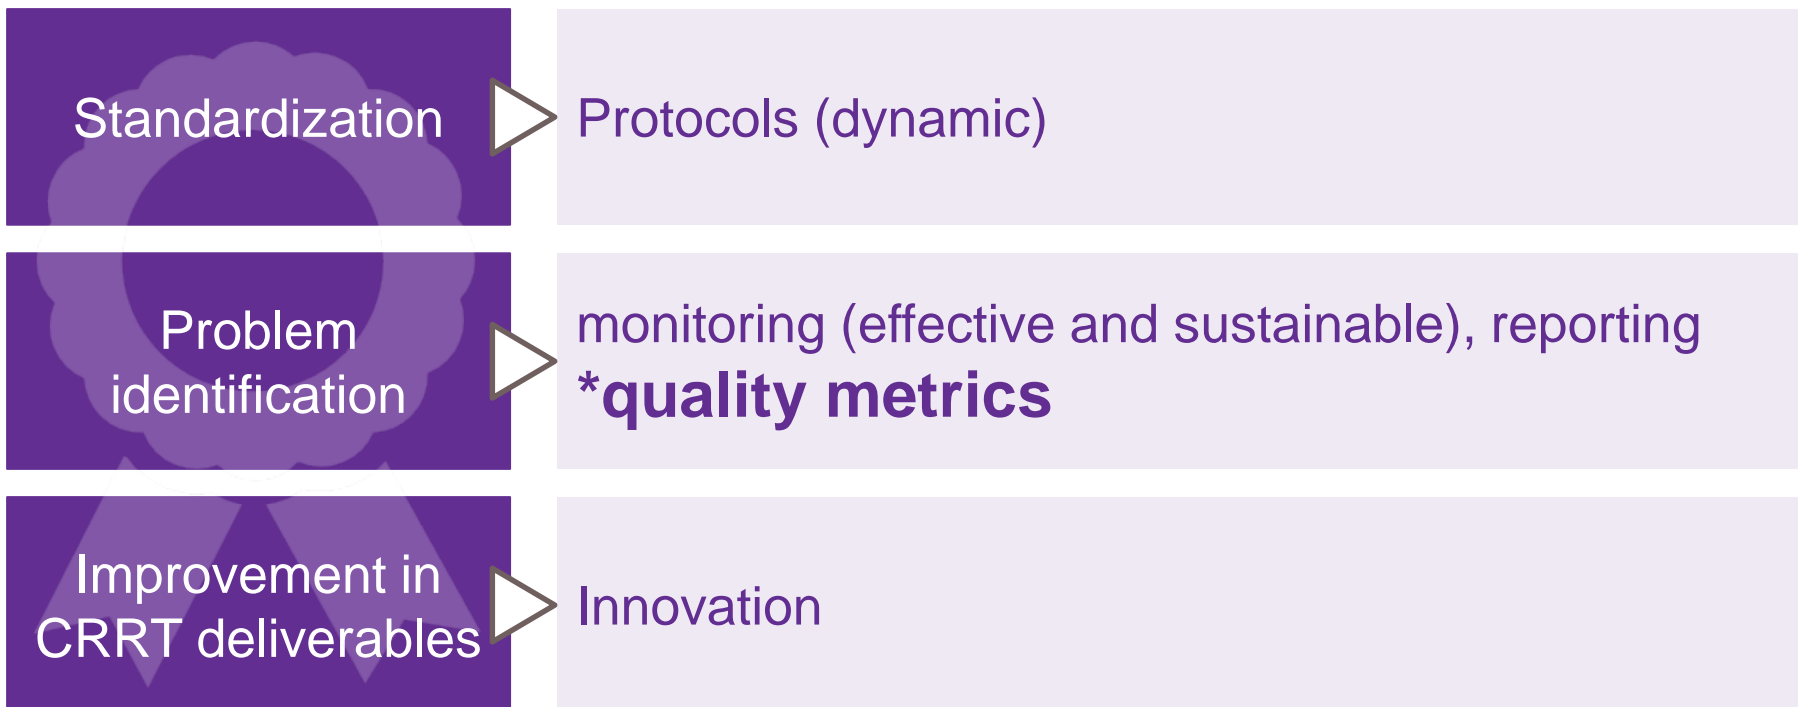 Standardization
Protocols (dynamic)
Problem
identification
monitoring (effective and sustainable), reporting
*quality metrics
Improvement in
CRRT deliverables
Innovation